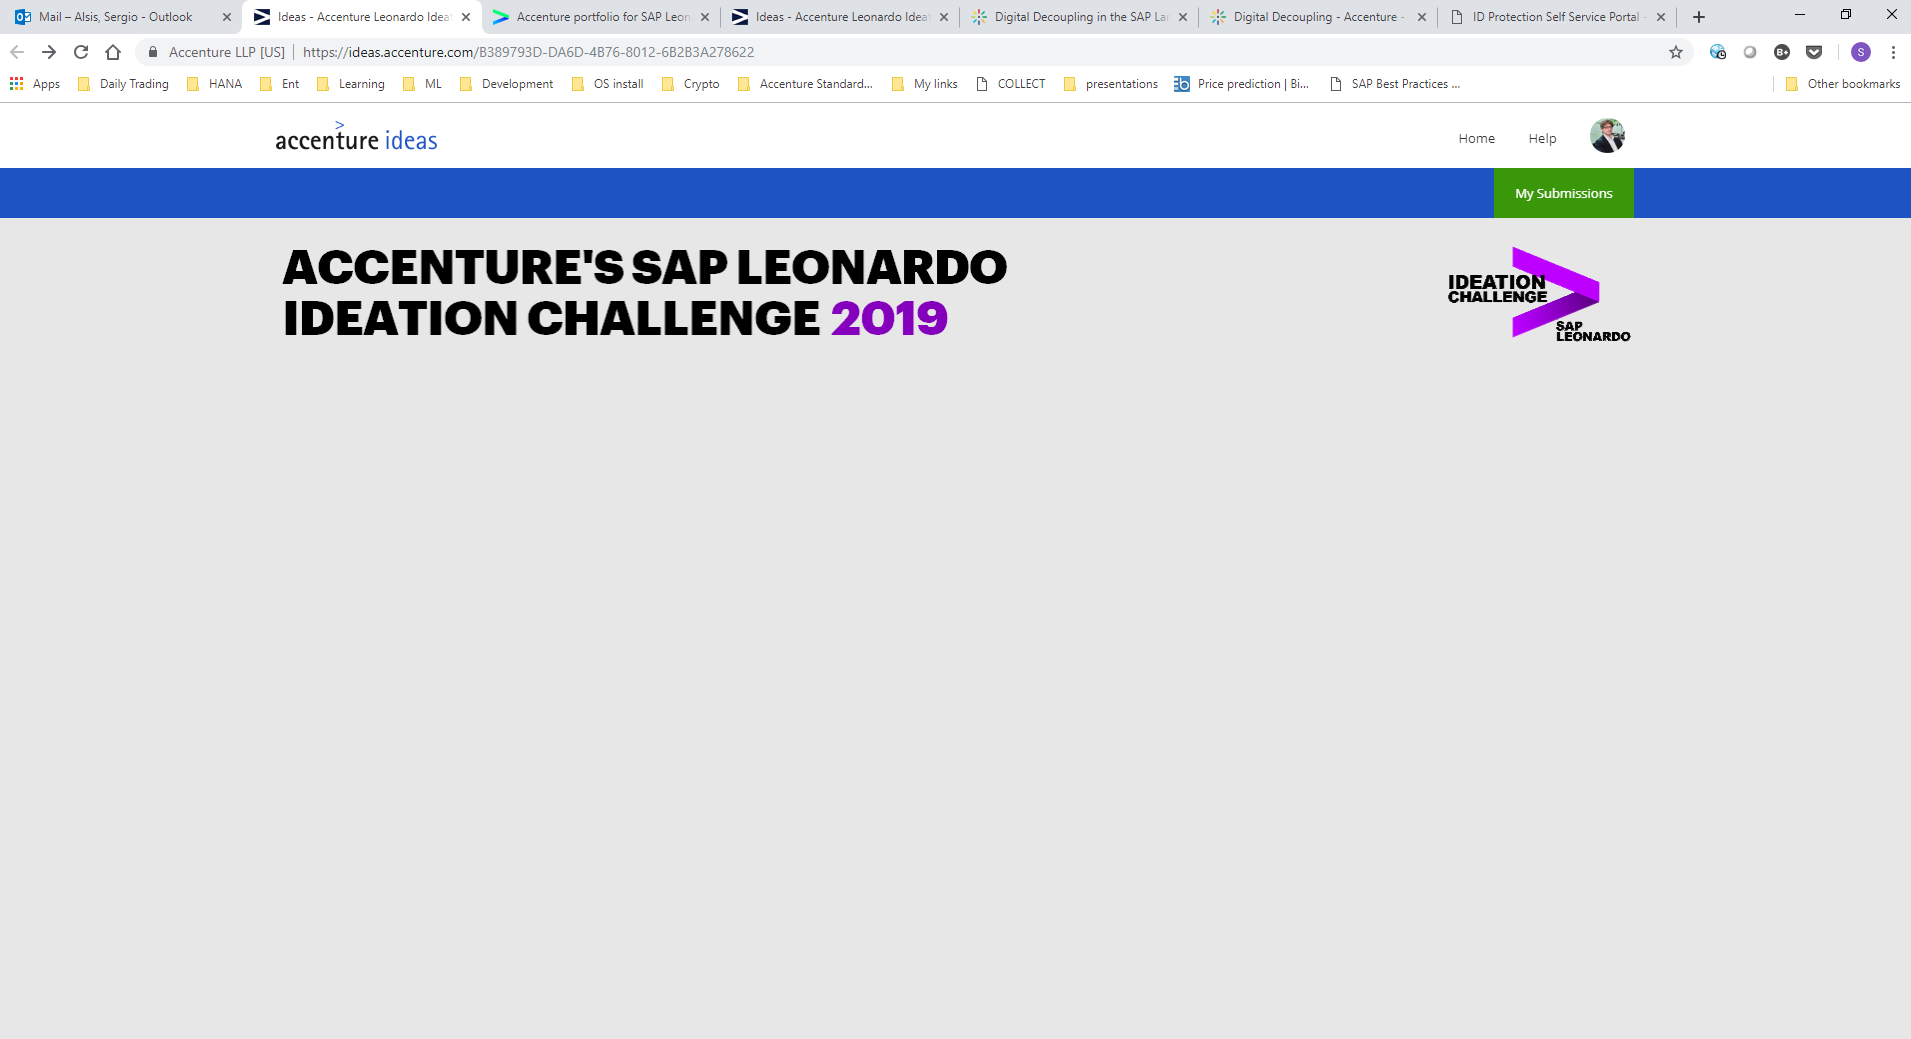 Mail – Alsis, Sergio - Outlook
Ideas - Accenture Leonardo Idea
Accenture portfolio for SAP Leon
Ideas - Accenture Leonardo Idea
Digital Decoupling in the SAP La
Digital Decoupling - Accenture -
ID Protection Self Service Portal -
Accenture LLP [US] https://ideas.accenture.com/B389793D-DA6D-4B76-8012-6B2B3A278622
B+
S
Apps
Daily Trading
HANA
Ent
Learning
ML
Development
OS install
Crypto
Accenture Standard...
My links
COLLECT
presentations
Price prediction | Bi...
SAP Best Practices ...
Other bookmarks
accenture ideas
Home
Help
My Submissions
ACCENTURE'S SAP LEONARDO
IDEATION CHALLENGE 2019
IDEATION
CHALLENGE
SAP
LEONARDO